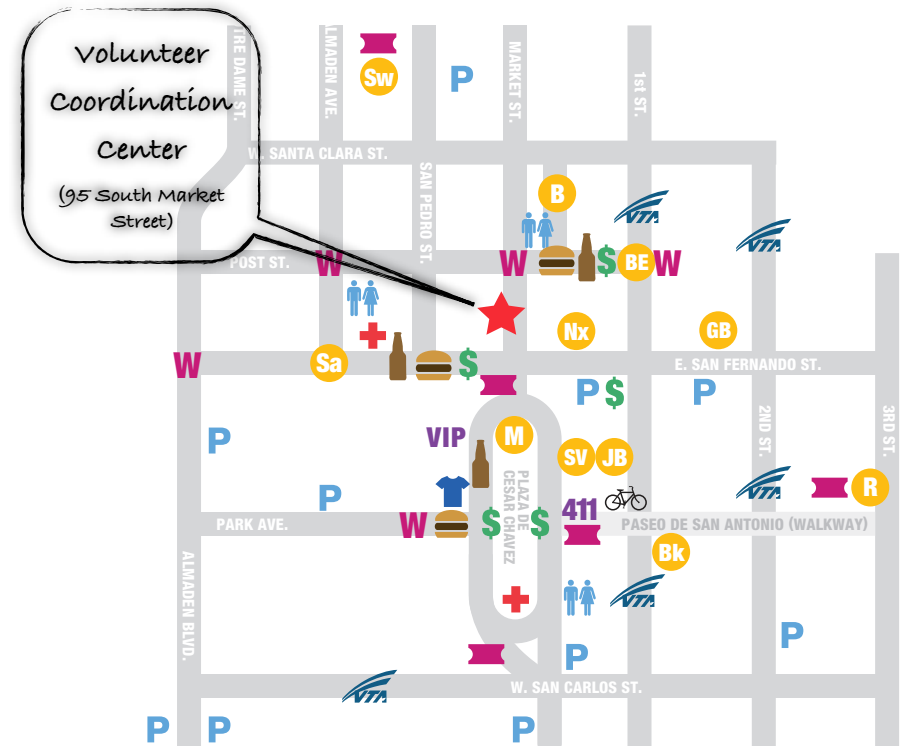 Volunteer
Coordination
Center
(95 South Market
Street)
TRE DAME ST.
ALMADEN AVE.
Sw
P
MARKET ST.
1st ST.
W. SANTA CLARA ST.
SAN PEDRO ST.
B
VTA
VTA
POST ST.
W
W
$
BE
W
Nx
GB
W
Sa
$
E. SAN FERNANDO ST.
P
$
P
2ND ST.
3RD ST.
P
VIP
M
SV
JB
P
PLAZA DE
CESAR CHAVEZ
VTA
R
411
PARK AVE.
W
$
$
PASEO DE SAN ANTONIO (WALKWAY)
Bk
ALMADEN BLVD.
VTA
P
P
VTA
W. SAN CARLOS ST.
P
P
P